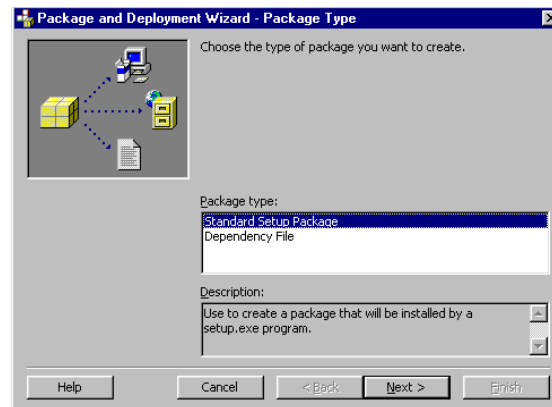 Package and Deployment Wizard - Package Type
Choose the type of package you want to create.
Package type:
Standard Setup Package
Dependency File
Description:
Use to create a package that will be installed by a
setup.exe program.
Help
Cancel
< Back
Next >
Finish